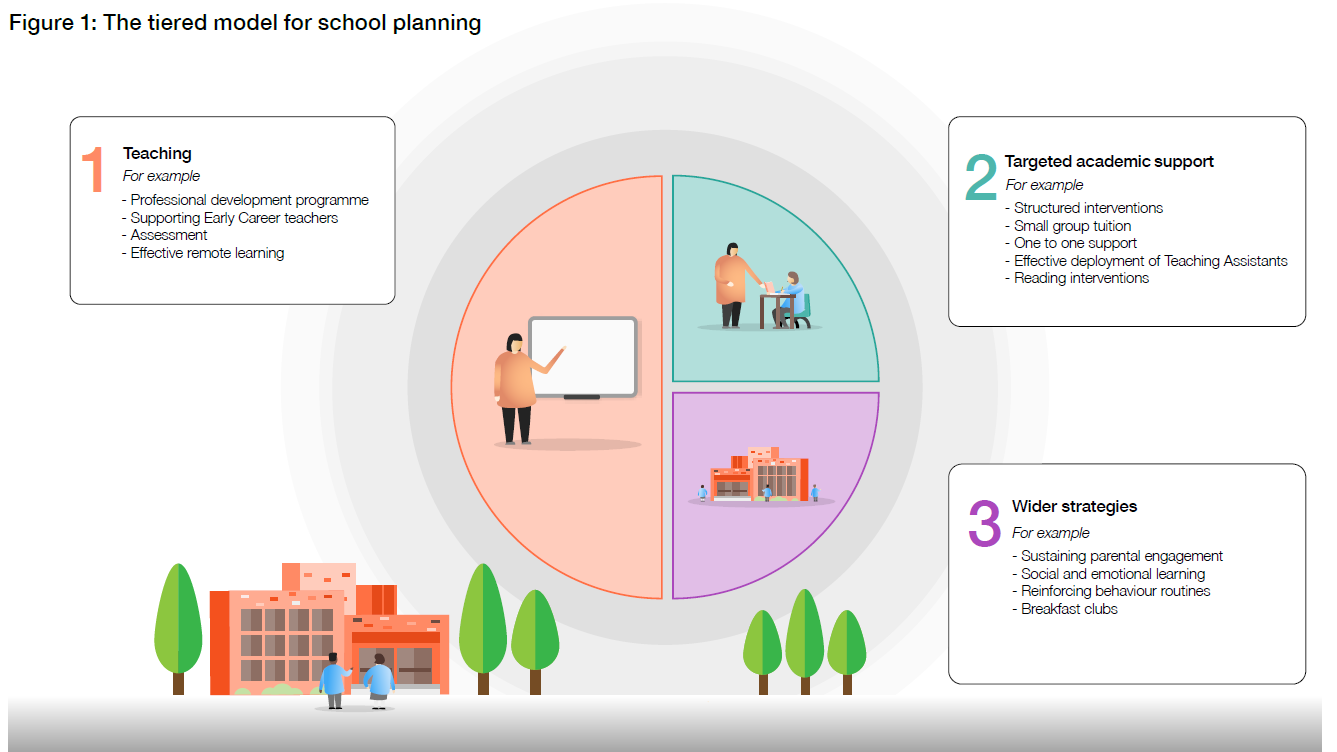 Figure 1: The tiered model for school planning
1
Teaching
For example
- Professional development programme
- Supporting Early Career teachers
- Assessment
- Effective remote learning
2
Targeted academic support
For example
- Structured interventions
- Small group tuition
- One to one support
- Effective deployment of Teaching Assistants
- Reading interventions
3
Wider strategies
For example
- Sustaining parental engagement
- Social and emotional learning
- Reinforcing behaviour routines
- Breakfast clubs